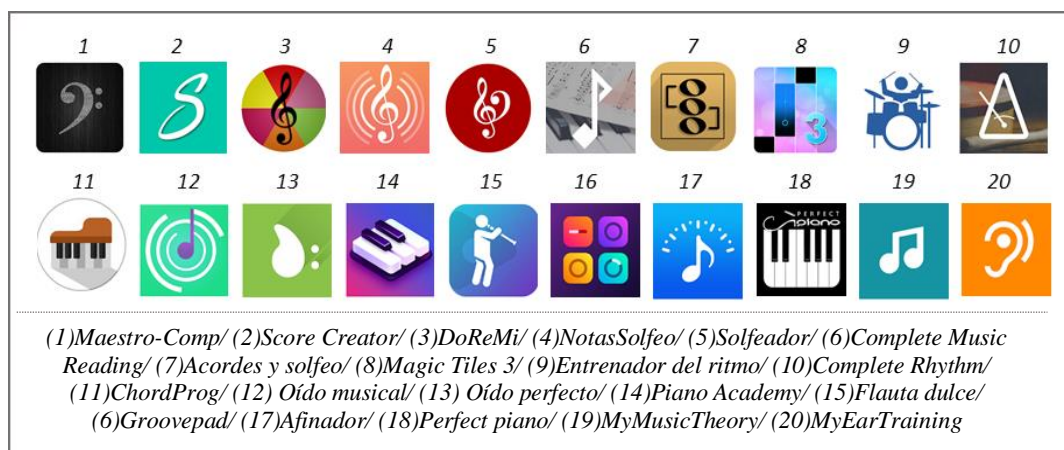 1 2 3 4 5 6 7 8 9 10
S
3
11 12 13 14 15 16 17 18 19 20
PERFECT
piano
(1)Maestro-Comp/ (2)Score Creator/ (3)DoReMi/ (4)NotasSolfeo/ (5)Solfeador/ (6)Complete Music
Reading/ (7)Acordes y solfeo/ (8)Magic Tiles 3/ (9)Entrenador del ritmo/ (10)Complete Rhythm/
(11)ChordProg/ (12) Oído musical/ (13) Oído perfecto/ (14)Piano Academy/ (15)Flauta dulce/
(6)Groovepad/ (17)Afinador/ (18)Perfect piano/ (19)MyMusicTheory/ (20)MyEarTraining